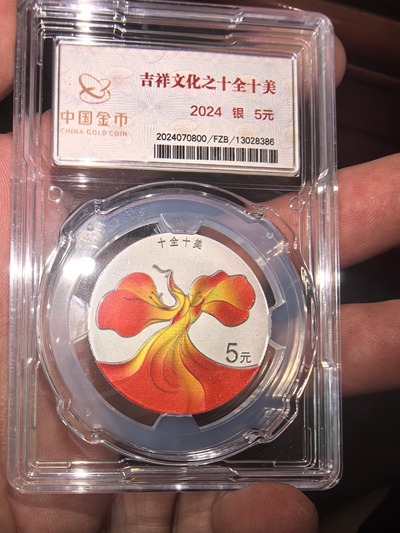 吉祥文化之十全十美
中国金币
CHINA GOLD COIN
2024 银 5元
2024070800/FZB/13028386
十全十美
5元